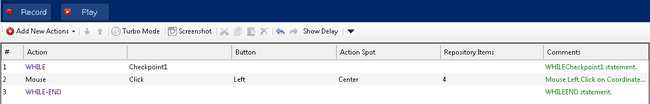 Record Play
Add New Actions Turbo Mode Screenshot Show Delay
# Action Button Action Spot Repository Items Comments
1 WHILE Checkpoint1 WHILECheckpoint1 statement.
2 Mouse Click Left Center 4 Mouse Left Click on Coordinate...
3 WHILE-END WHILEEND statement.